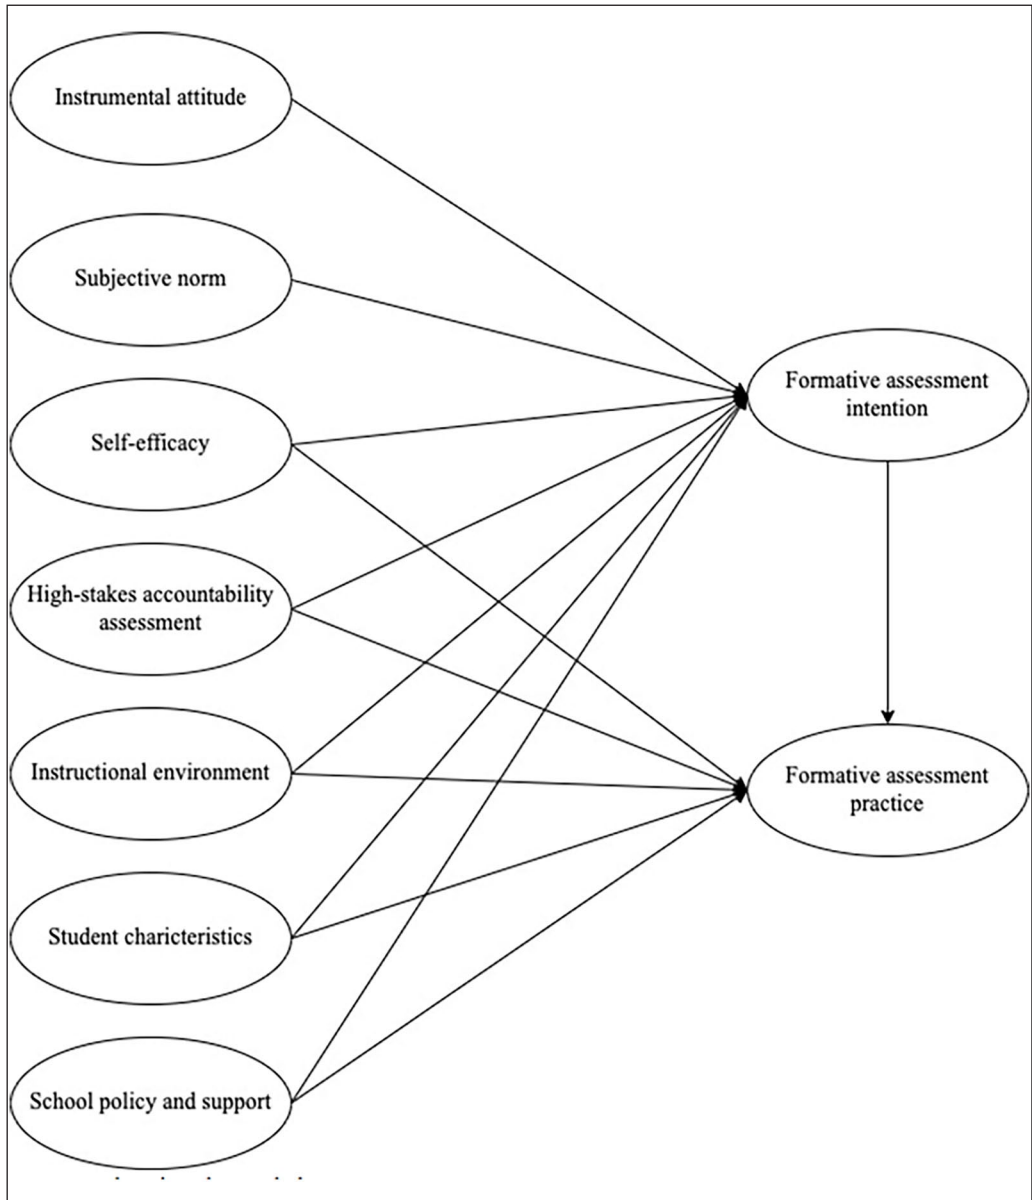 Instrumental attitude
Subjective norm
Formative assessment
intention
Self-efficacy
High-stakes accountability
assessment
Instructional environment
Formative assessment
practice
Student charicteristics
School policy and support